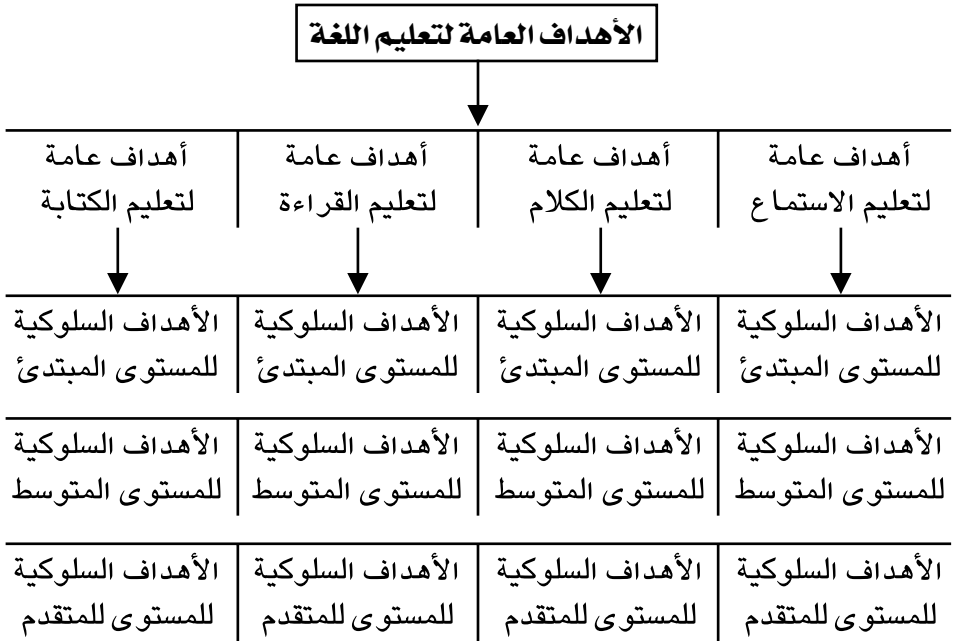 الأهداف العامة لتعليم اللغة
أهداف عامة
لتعليم الاستماع
أهداف عامة
لتعليم الكلام
أهداف عامة
لتعليم القراءة
أهداف عامة
لتعليم الكتابة
الأهداف السلوكية
للمستوى المبتدئ
الأهداف السلوكية
للمستوى المبتدئ
الأهداف السلوكية
للمستوى المبتدئ
الأهداف السلوكية
للمستوى المبتدئ
الأهداف السلوكية
للمستوى المتوسط
الأهداف السلوكية
للمستوى المتوسط
الأهداف السلوكية
للمستوى المتوسط
الأهداف السلوكية
للمستوى المتوسط
الأهداف السلوكية
للمستوى للمتقدم
الأهداف السلوكية
للمستوى للمتقدم
الأهداف السلوكية
للمستوى للمتقدم
الأهداف السلوكية
للمستوى للمتقدم